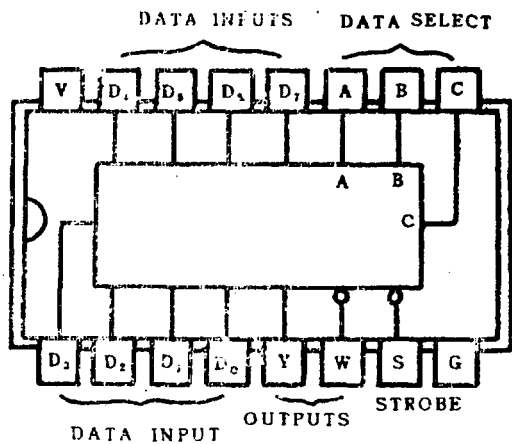 DATA INPUTS DATA SELECT
V D₄ D₅ D₆ D₇ A B C
A B
C
D₃ D₂ D₁ D₀ Y W S G
OUTPUTS STROBE
DATA INPUT